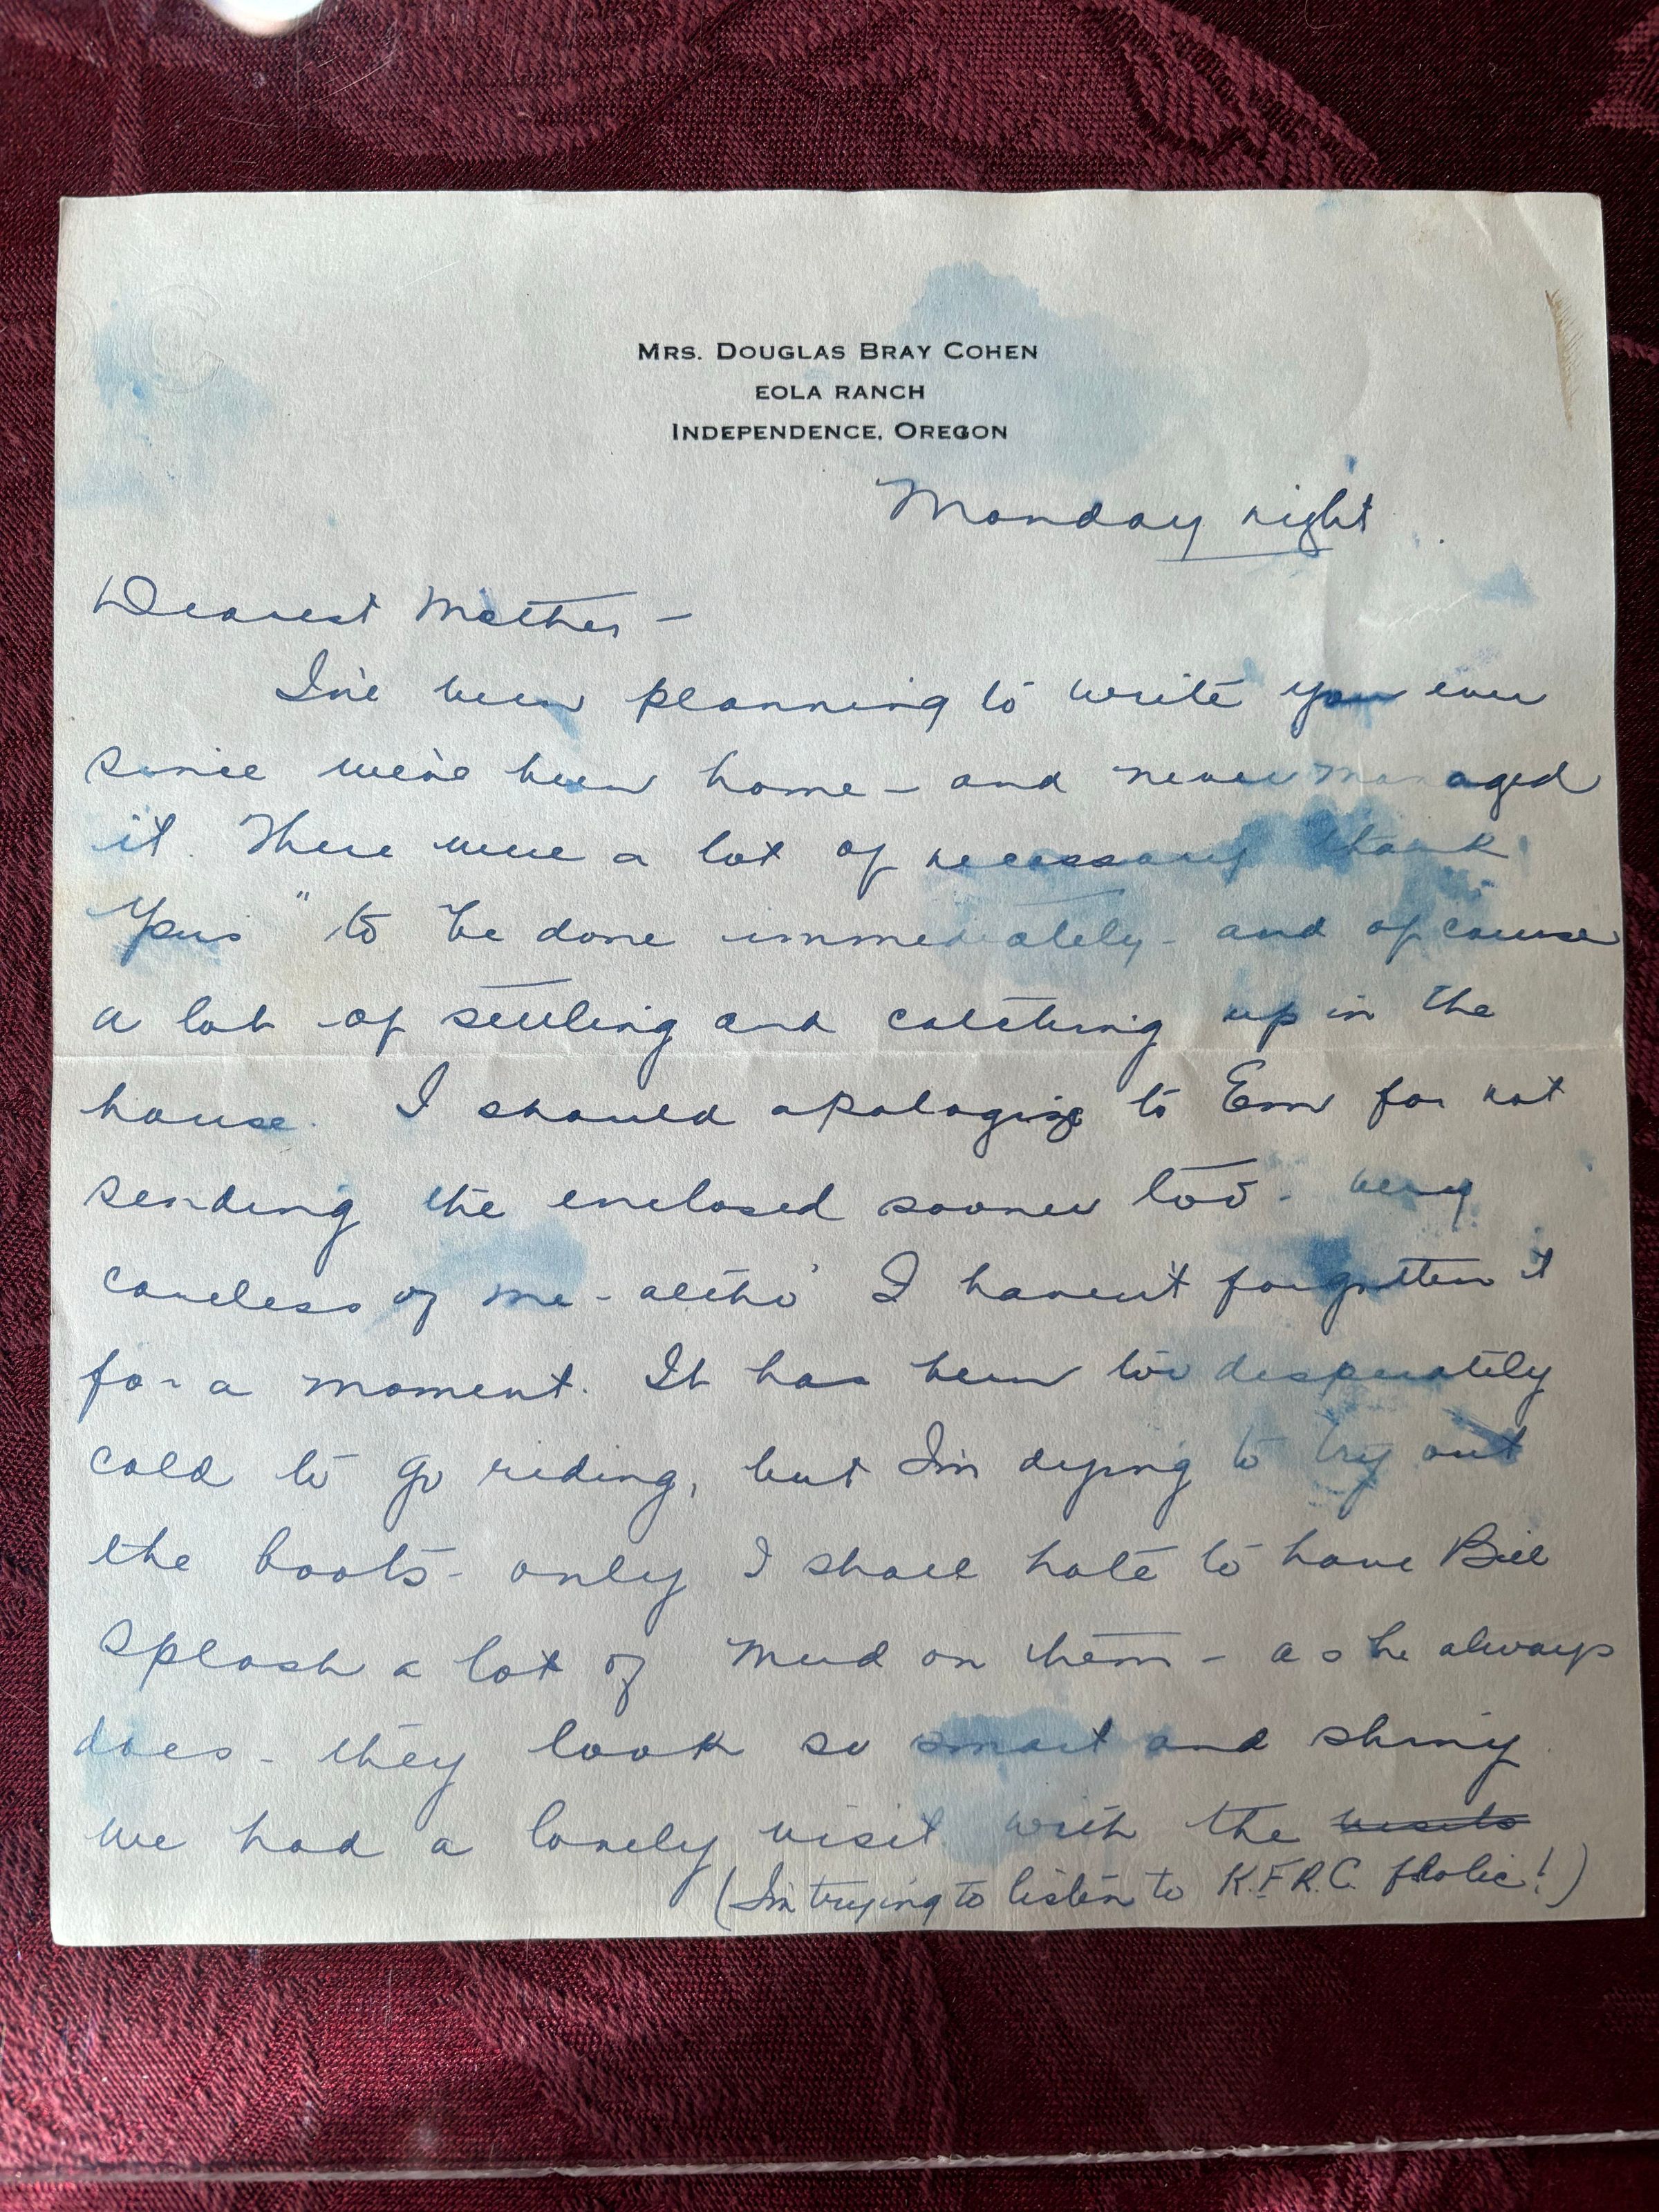 MRS. DOUGLAS BRAY COHEN
EOLA RANCH
INDEPENDENCE, OREGON
Monday night
Dearest Mother –
I've been planning to write you ever
since we've been home – and never managed
it. There were a lot of necessary "thank
yous" to be done immediately – and of course
a lot of settling and catching up in the
house. I should apologize to Em for not
sending the enclosed sooner too – very
careless of me – altho' I haven't forgotten it
for a moment. It has been too desperately
cold to go riding, but I'm dying to try out
the boots – only I shall hate to have Bill
splash a lot of mud on them – as he always
does – they look so smart and shiny.
We had a lovely visit with the visits
(I'm trying to listen to K.F.R.C. frolic!)